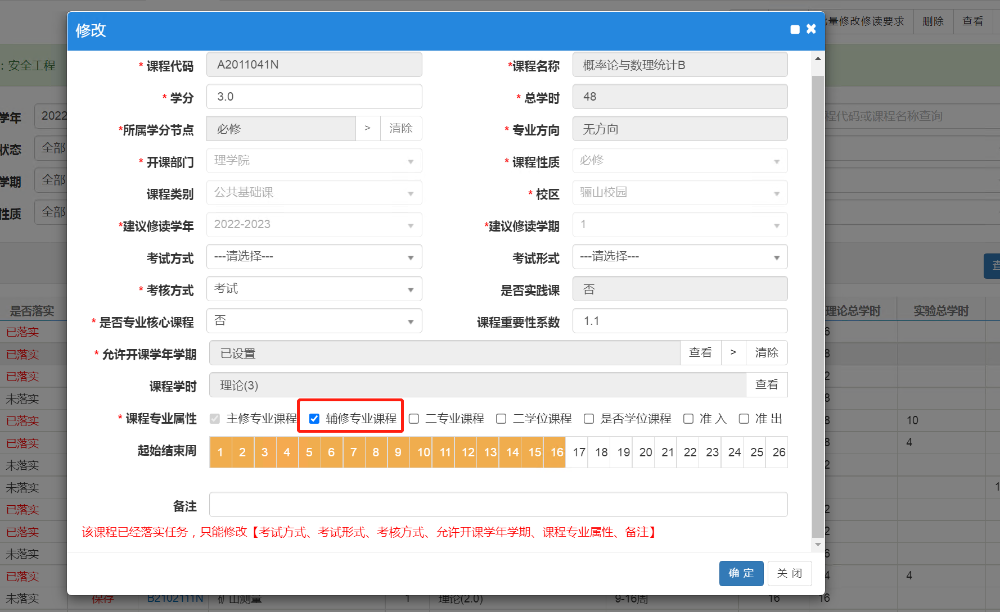 修改
批量修改修读要求 删除 查看
* 课程代码 A2011041N *课程名称 概率论与数理统计B
: 安全工程
* 学分 3.0 * 总学时 48
学年 2022 程代码或课程名称查询
*所属学分节点 必修 > 清除 * 专业方向 无方向
状态 全部
* 开课部门 理学院 * 课程性质 必修
学期 全部
课程类别 公共基础课 * 校区 骊山校园
性质 全部
*建议修读学年 2022-2023 *建议修读学期 1
考试方式 ---请选择--- 考试形式 ---请选择---
查
* 考核方式 考试 是否实践课 否
是否落实 理论总学时 实验总学时
* 是否专业核心课程 否 课程重要性系数 1.1
已落实 6
* 允许开课学年学期 已设置 查看 > 清除
已落实 8
已落实 2
课程学时 理论(3) 查看
未落实 8
* 课程专业属性 主修专业课程 辅修专业课程 二专业课程 二学位课程 是否学位课程 准 入 准 出
已落实 8 10
已落实 8 4
起始结束周 1 2 3 4 5 6 7 8 9 10 11 12 13 14 15 16 17 18 19 20 21 22 23 24 25 26
未落实 2
未落实 1
备注
已落实 2
已落实 2
该课程已经落实任务，只能修改【考试方式、考试形式、考核方式、允许开课学年学期、课程专业属性、备注】
未落实 6
已落实 4 4
确 定 关 闭
未落实 保存 B2102111N 矿山测量 1 理论(2.0) 9-16周 16 16